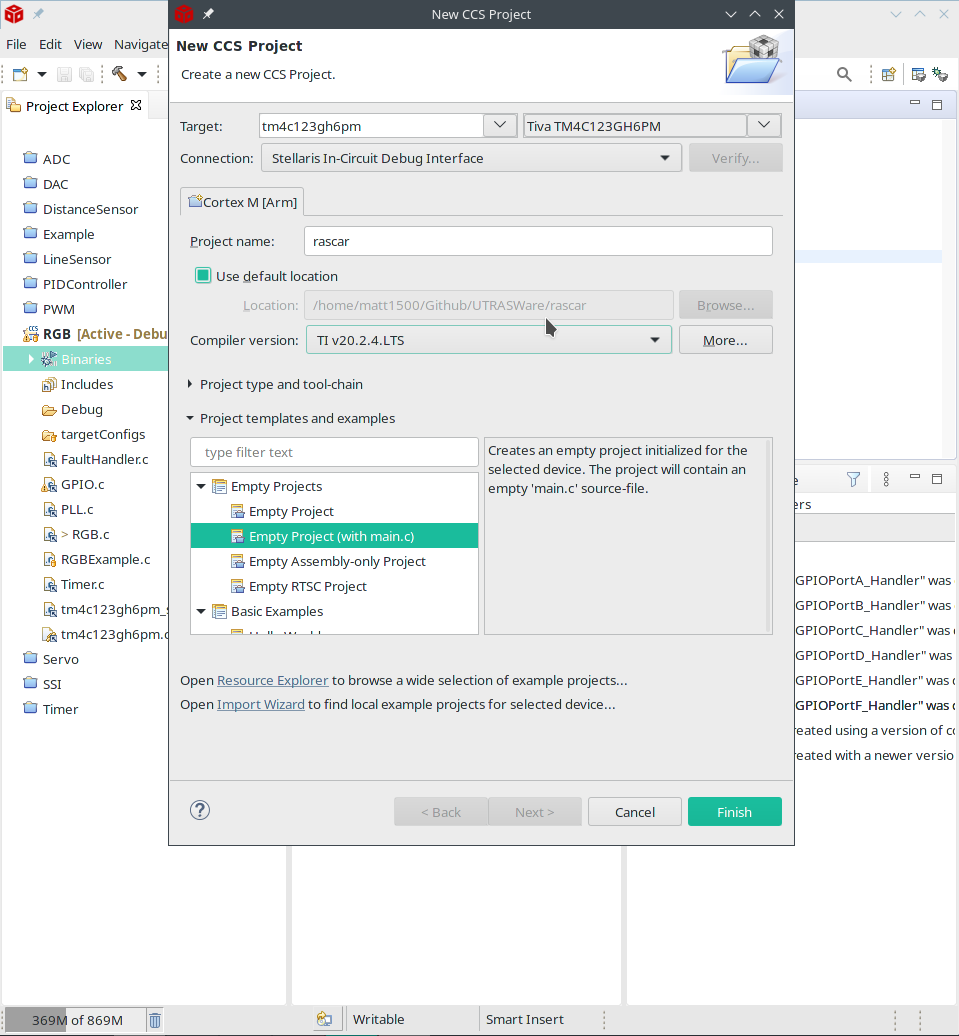 New CCS Project
File Edit View Navigate
New CCS Project
Create a new CCS Project.
Project Explorer
Target: tm4c123gh6pm Tiva TM4C123GH6PM
Connection: Stellaris In-Circuit Debug Interface Verify...
ADC
DAC
DistanceSensor
Example
LineSensor
PIDController
PWM
RGB [Active - Debu
Binaries
Includes
Debug
targetConfigs
FaultHandler.c
GPIO.c
PLL.c
> RGB.c
RGBExample.c
Timer.c
tm4c123gh6pm_s
tm4c123gh6pm.c
Servo
SSI
Timer
Cortex M [Arm]
Project name: rascar
Use default location
Location: /home/matt1500/Github/UTRASWare/rascar Browse...
Compiler version: TI v20.2.4.LTS More...
Project type and tool-chain
Project templates and examples
type filter text
Empty Projects
Empty Project
Empty Project (with main.c)
Empty Assembly-only Project
Empty RTSC Project
Basic Examples
Creates an empty project initialized for the
selected device. The project will contain an
empty 'main.c' source-file.
Open Resource Explorer to browse a wide selection of example projects...
Open Import Wizard to find local example projects for selected device...
< Back Next > Cancel Finish
e
ers
GPIOPortA_Handler" was
GPIOPortB_Handler" was
GPIOPortC_Handler" was
GPIOPortD_Handler" was
GPIOPortE_Handler" was
GPIOPortF_Handler" was
reated using a version of co
reated with a newer versio
369M of 869M Writable Smart Insert